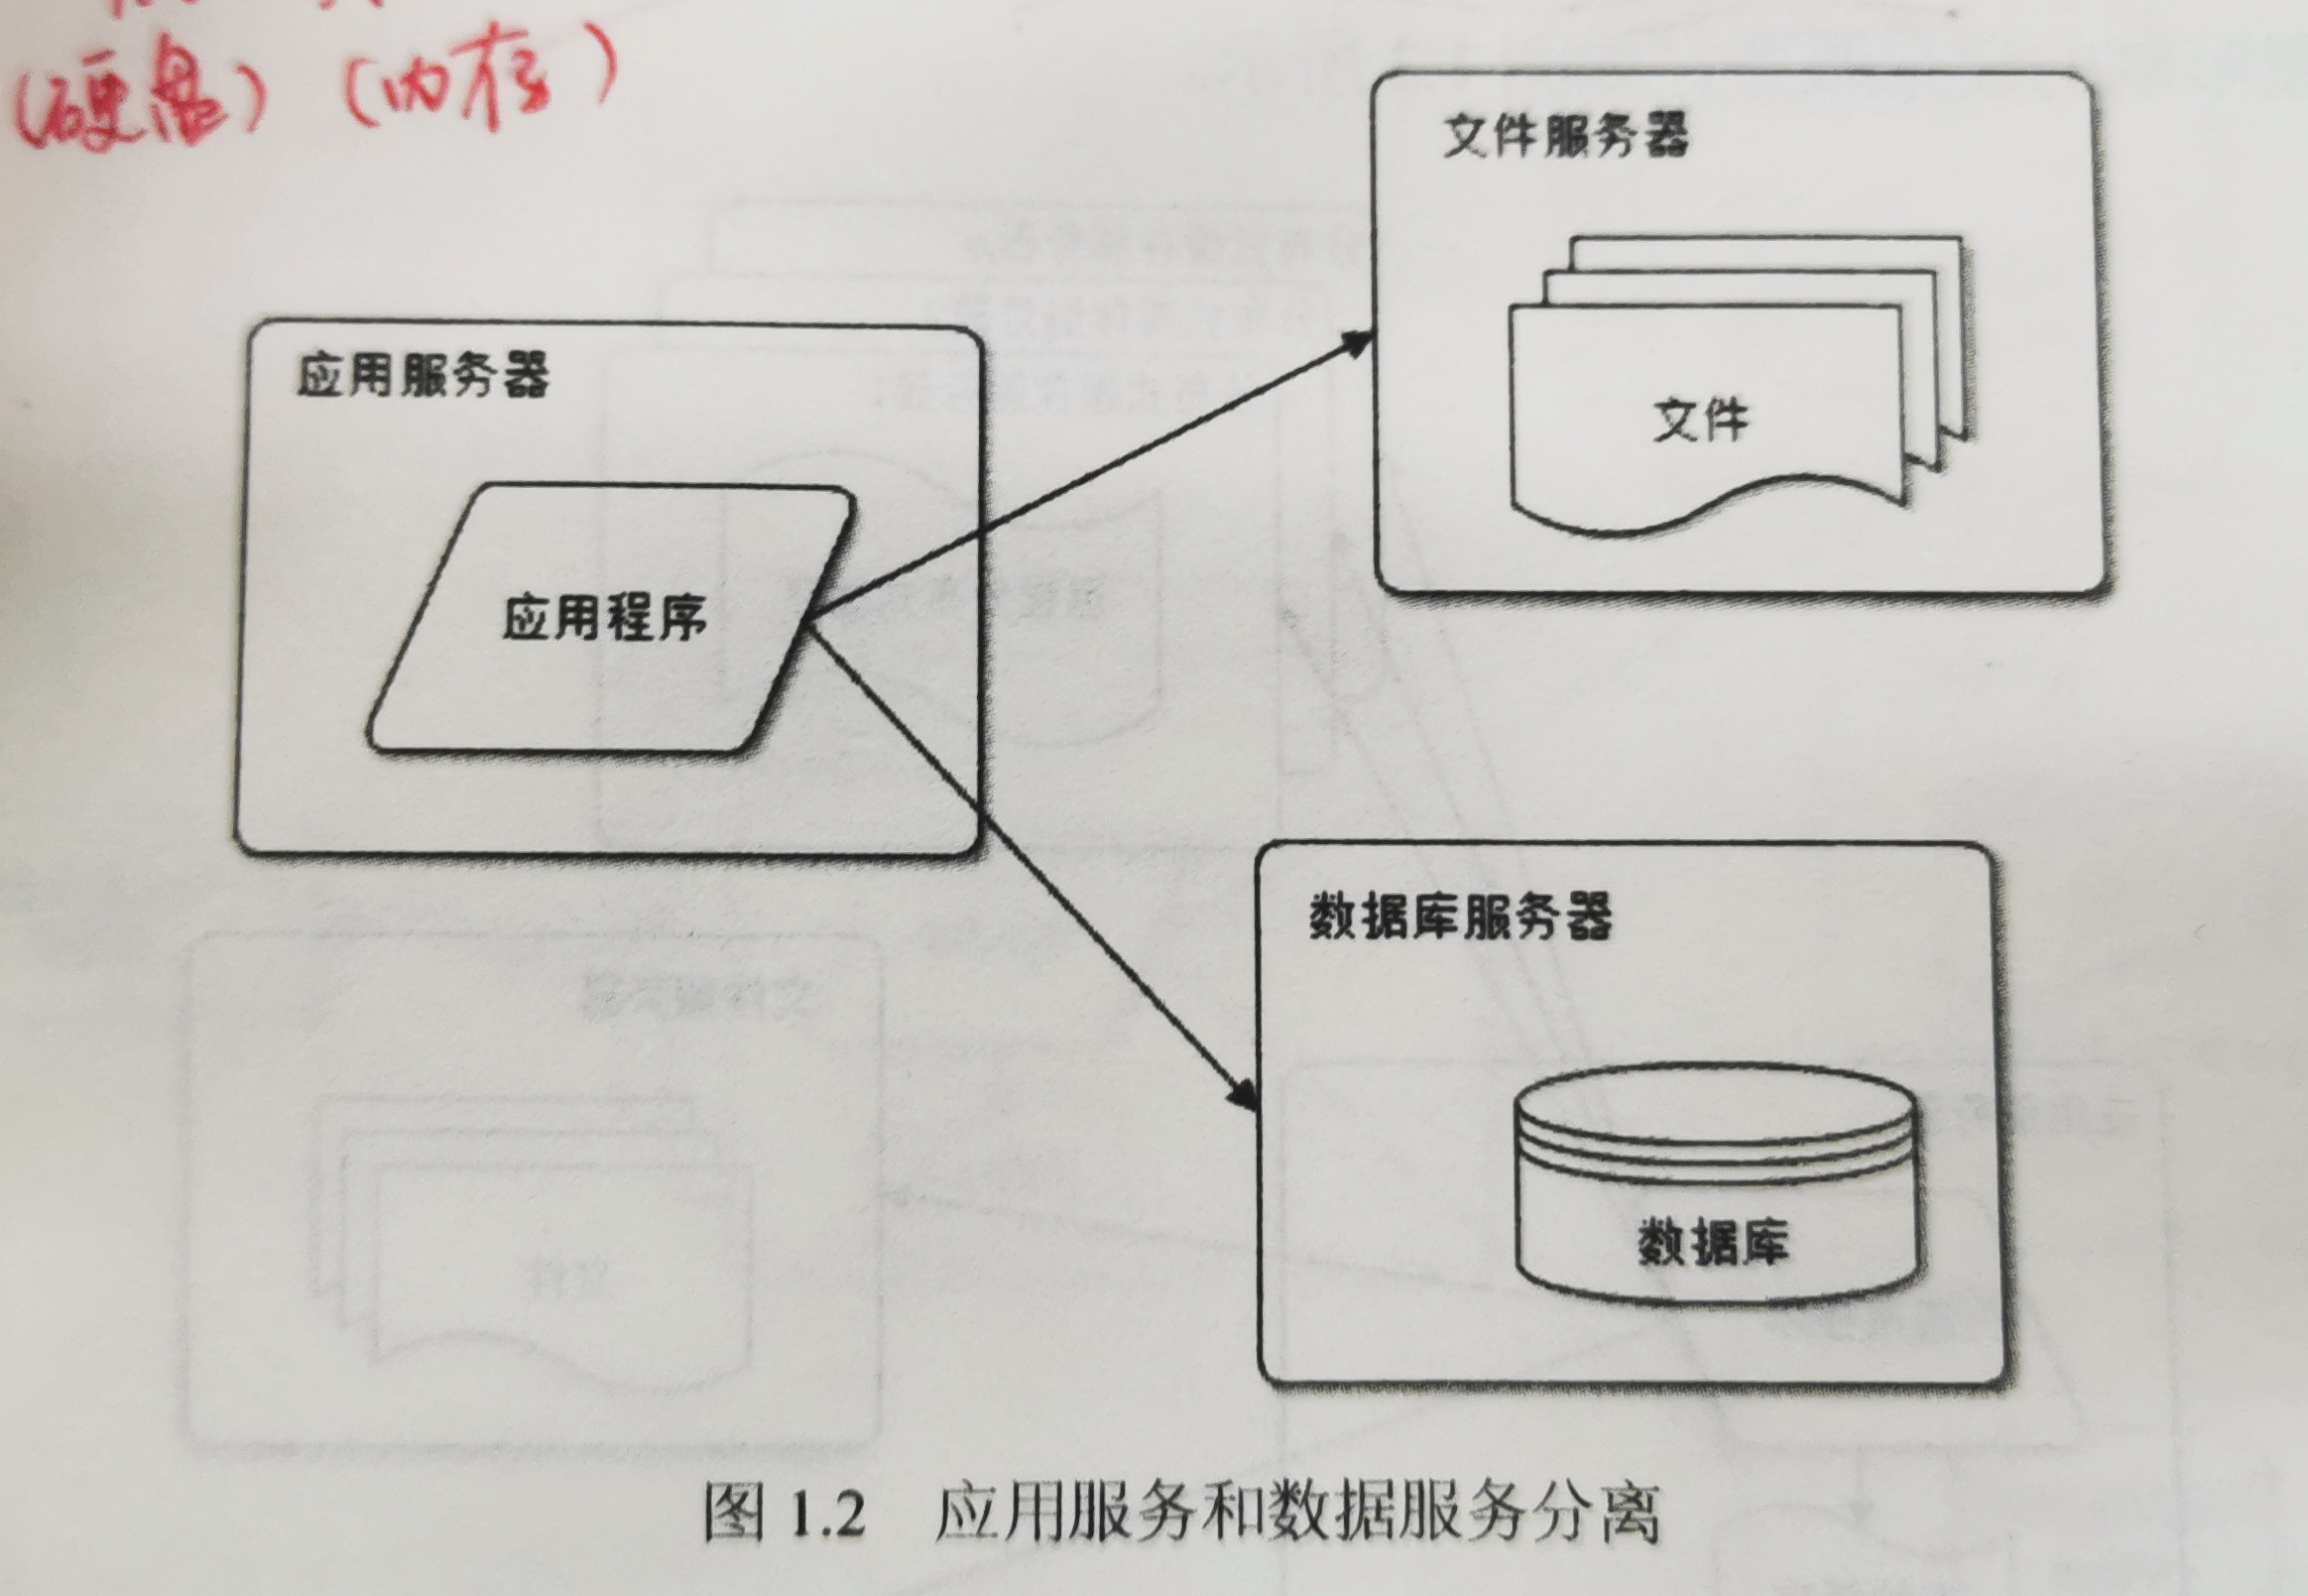 (硬盘) (内存)
文件服务器
文件
应用服务器
应用程序
数据库服务器
数据库
图 1.2 应用服务和数据服务分离